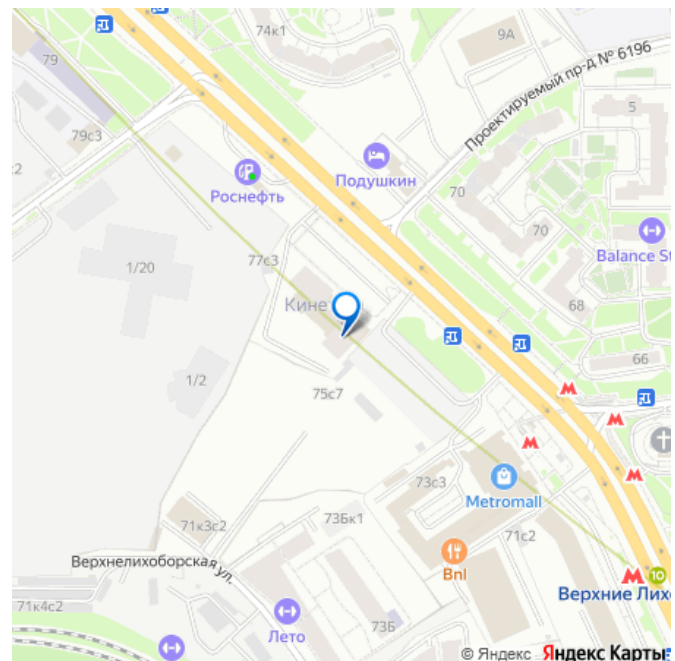 74к1
9А
79
Проектируемый пр-д № 6196
5
79с3
:2
Подушкин
Роснефть
70
70
Balance St
77с3
1/20
68
Кине
66
1/2
75с7
73с3
Metromall
71с2
73Бк1
71к3с2
Bnl
Верхнелихоборская ул.
10
Верхние Лихо
71к4с2
73Б
Лето
© Яндекс Яндекс Карты